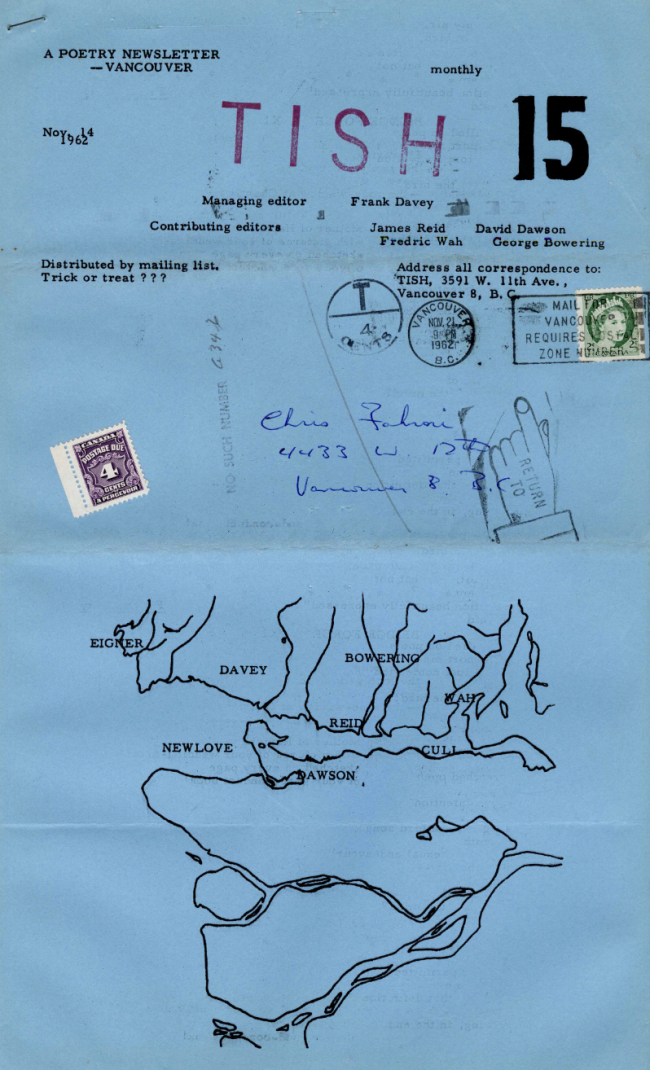 A POETRY NEWSLETTER
—VANCOUVER
monthly
Nov. 14
1962
TISH 15
Managing editor Frank Davey
Contributing editors James Reid David Dawson
Fredric Wah George Bowering
Distributed by mailing list.
Trick or treat ???
Address all correspondence to:
TISH, 3591 W. 11th Ave.,
Vancouver 8, B. C.
T
4
CENTS
VANCOUVER
NOV 21
9 PM
1962
B.C.
MAIL FOR
VANCOUVER
REQUIRES
ZONE NUMBER
NO SUCH NUMBER
CANADA
POSTAGE DUE
4
CENTS
A PERCEVOIR
Chris
4433 W.
Vancouver 8. B.C.
RETURN
TO
EIGNER
DAVEY
BOWERING
WAH
REID
NEWLOVE
CULL
DAWSON